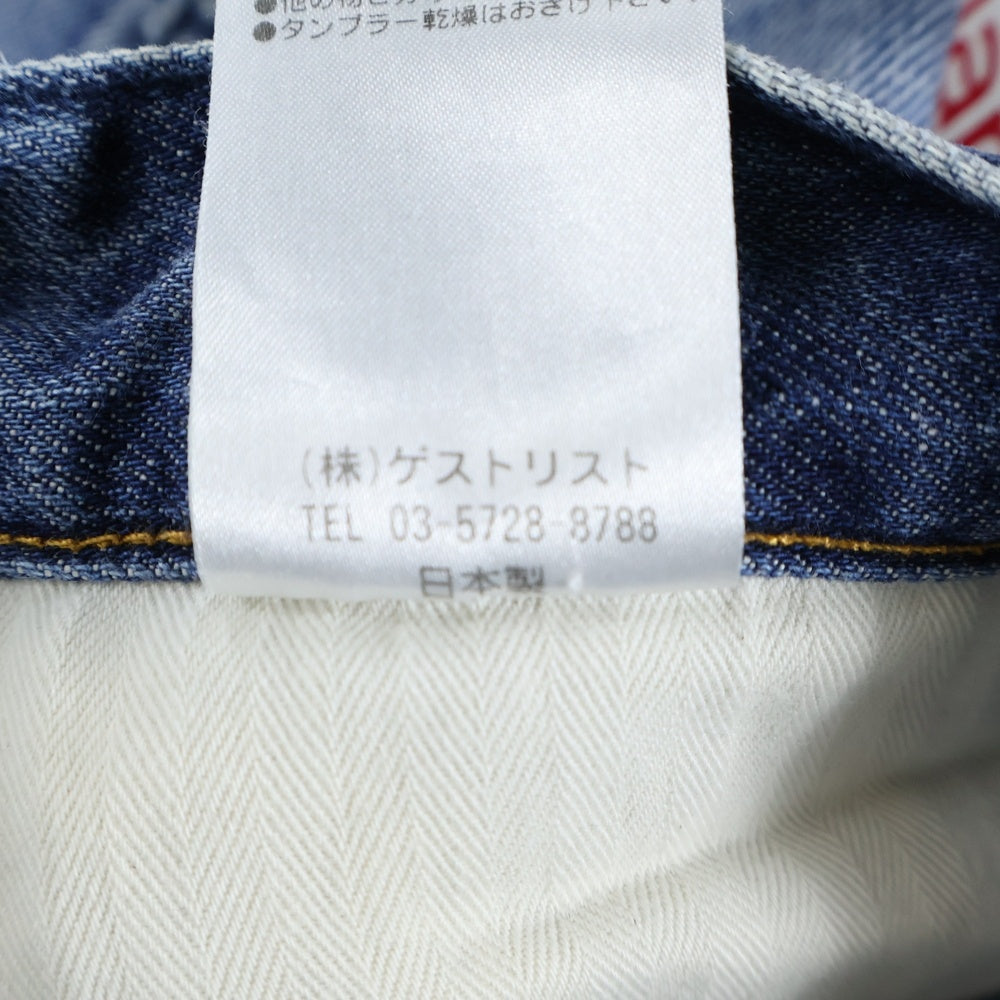 ●タンブラー乾燥はおさけ下さい
(株)ゲストリスト
TEL 03-5728-8788
日本製